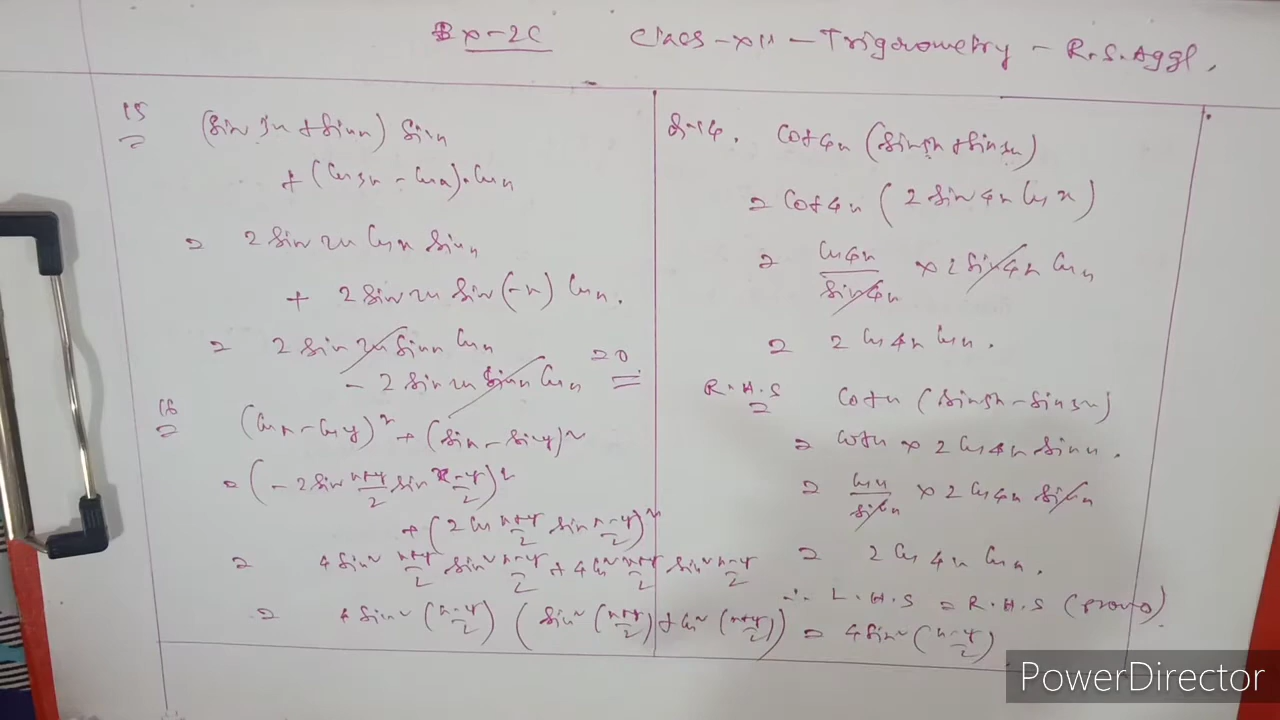 Ex-2C Class-XII - Trigonometry - R.S.Aggl.
15 (sin 3x + sin x) sin x
+ (cos 3x - cos x). cos x
= 2 sin 2x cos x sin x
+ 2 sin 2x sin (-x) cos x.
= 2 sin 2x sin x cos x
- 2 sin 2x sin x cos x = 0
16 (cos x - cos y)² + (sin x - sin y)²
= (-2 sin x+y/2 sin x-y/2)²
+ (2 cos x+y/2 sin x-y/2)²
= 4 sin² x+y/2 sin² x-y/2 + 4 cos² x+y/2 sin² x-y/2
= 4 sin² (x-y/2) (sin² (x+y/2) + cos² (x+y/2))
= 4 sin² (x-y/2)
8-14. cot 4x (sin 5x + sin 3x)
= cot 4x (2 sin 4x cos x)
= cos 4x / sin 4x × 2 sin 4x cos x
= 2 cos 4x cos x.
R.H.S = cot x (sin 5x - sin 3x)
= cot x × 2 cos 4x sin x.
= cos x / sin x × 2 cos 4x sin x
= 2 cos 4x cos x.
∴ L.H.S = R.H.S (proved)
PowerDirector